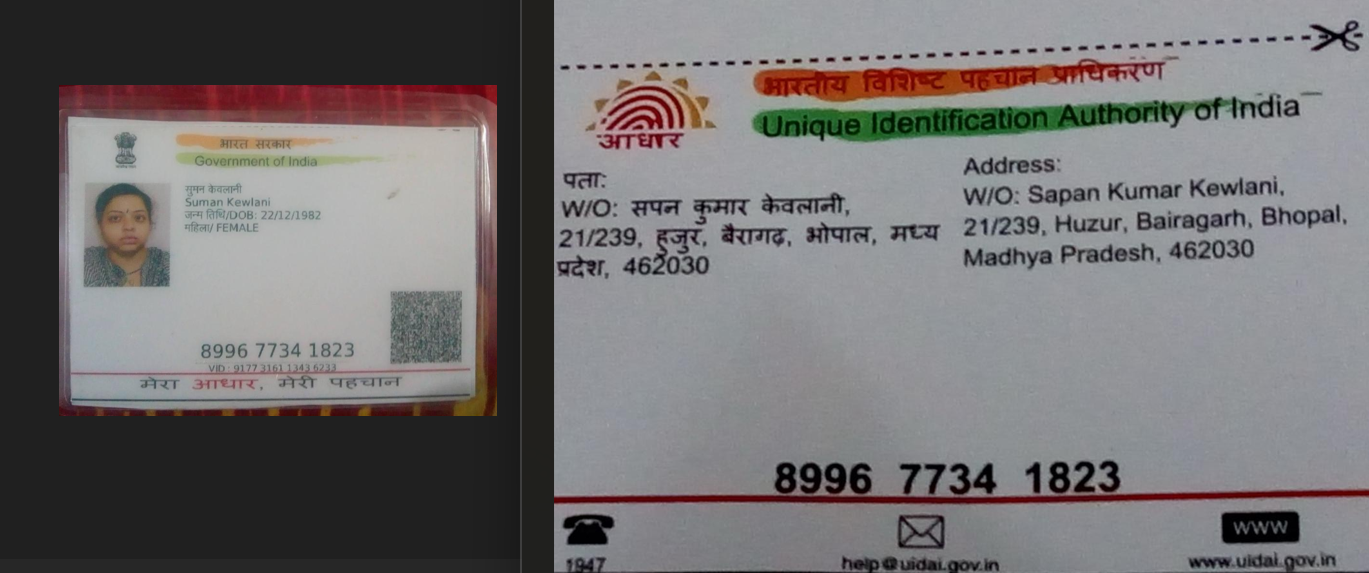 भारत सरकार
Government of India
सुमन केवलानी
Suman Kewlani
जन्म तिथि/DOB: 22/12/1982
महिला/ FEMALE
8996 7734 1823
VID : 9177 3161 1343 6233
मेरा आधार, मेरी पहचान
भारतीय विशिष्ट पहचान प्राधिकरण
Unique Identification Authority of India
आधार
पता:
W/O: सपन कुमार केवलानी,
21/239, हुजुर, बैरागढ़, भोपाल, मध्य
प्रदेश, 462030
Address:
W/O: Sapan Kumar Kewlani,
21/239, Huzur, Bairagarh, Bhopal,
Madhya Pradesh, 462030
8996 7734 1823
1947
help@uidai.gov.in
www
www.uidai.gov.in